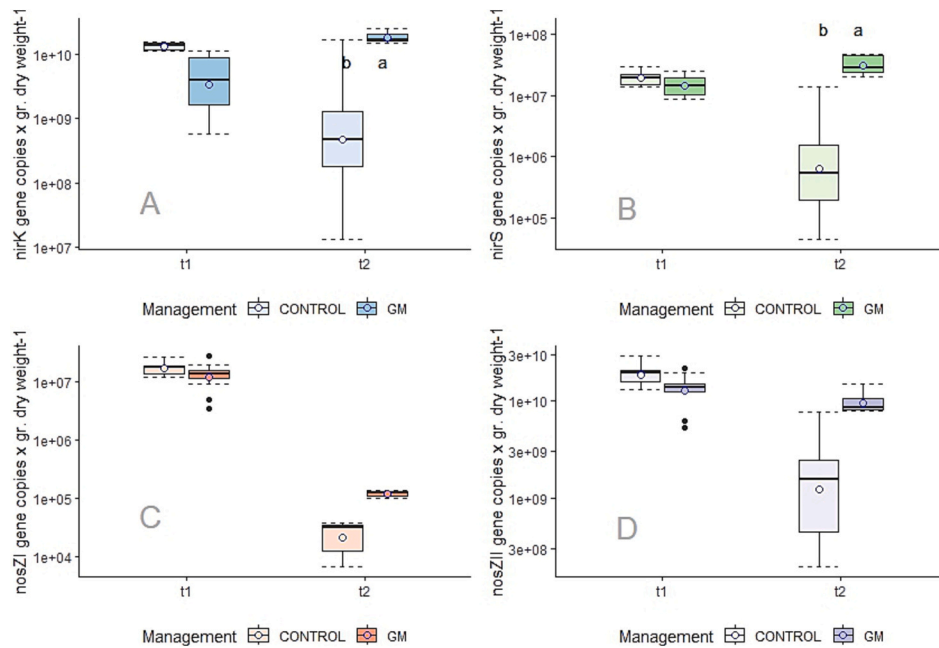 nirK gene copies x gr. dry weight-1
1e+10
1e+09
1e+08
1e+07
b a
A
t1 t2
Management CONTROL GM
nirS gene copies x gr. dry weight-1
1e+08
1e+07
1e+06
1e+05
b a
B
t1 t2
Management CONTROL GM
nosZI gene copies x gr. dry weight-1
1e+07
1e+06
1e+05
1e+04
C
t1 t2
Management CONTROL GM
nosZII gene copies x gr. dry weight-1
3e+10
1e+10
3e+09
1e+09
3e+08
D
t1 t2
Management CONTROL GM